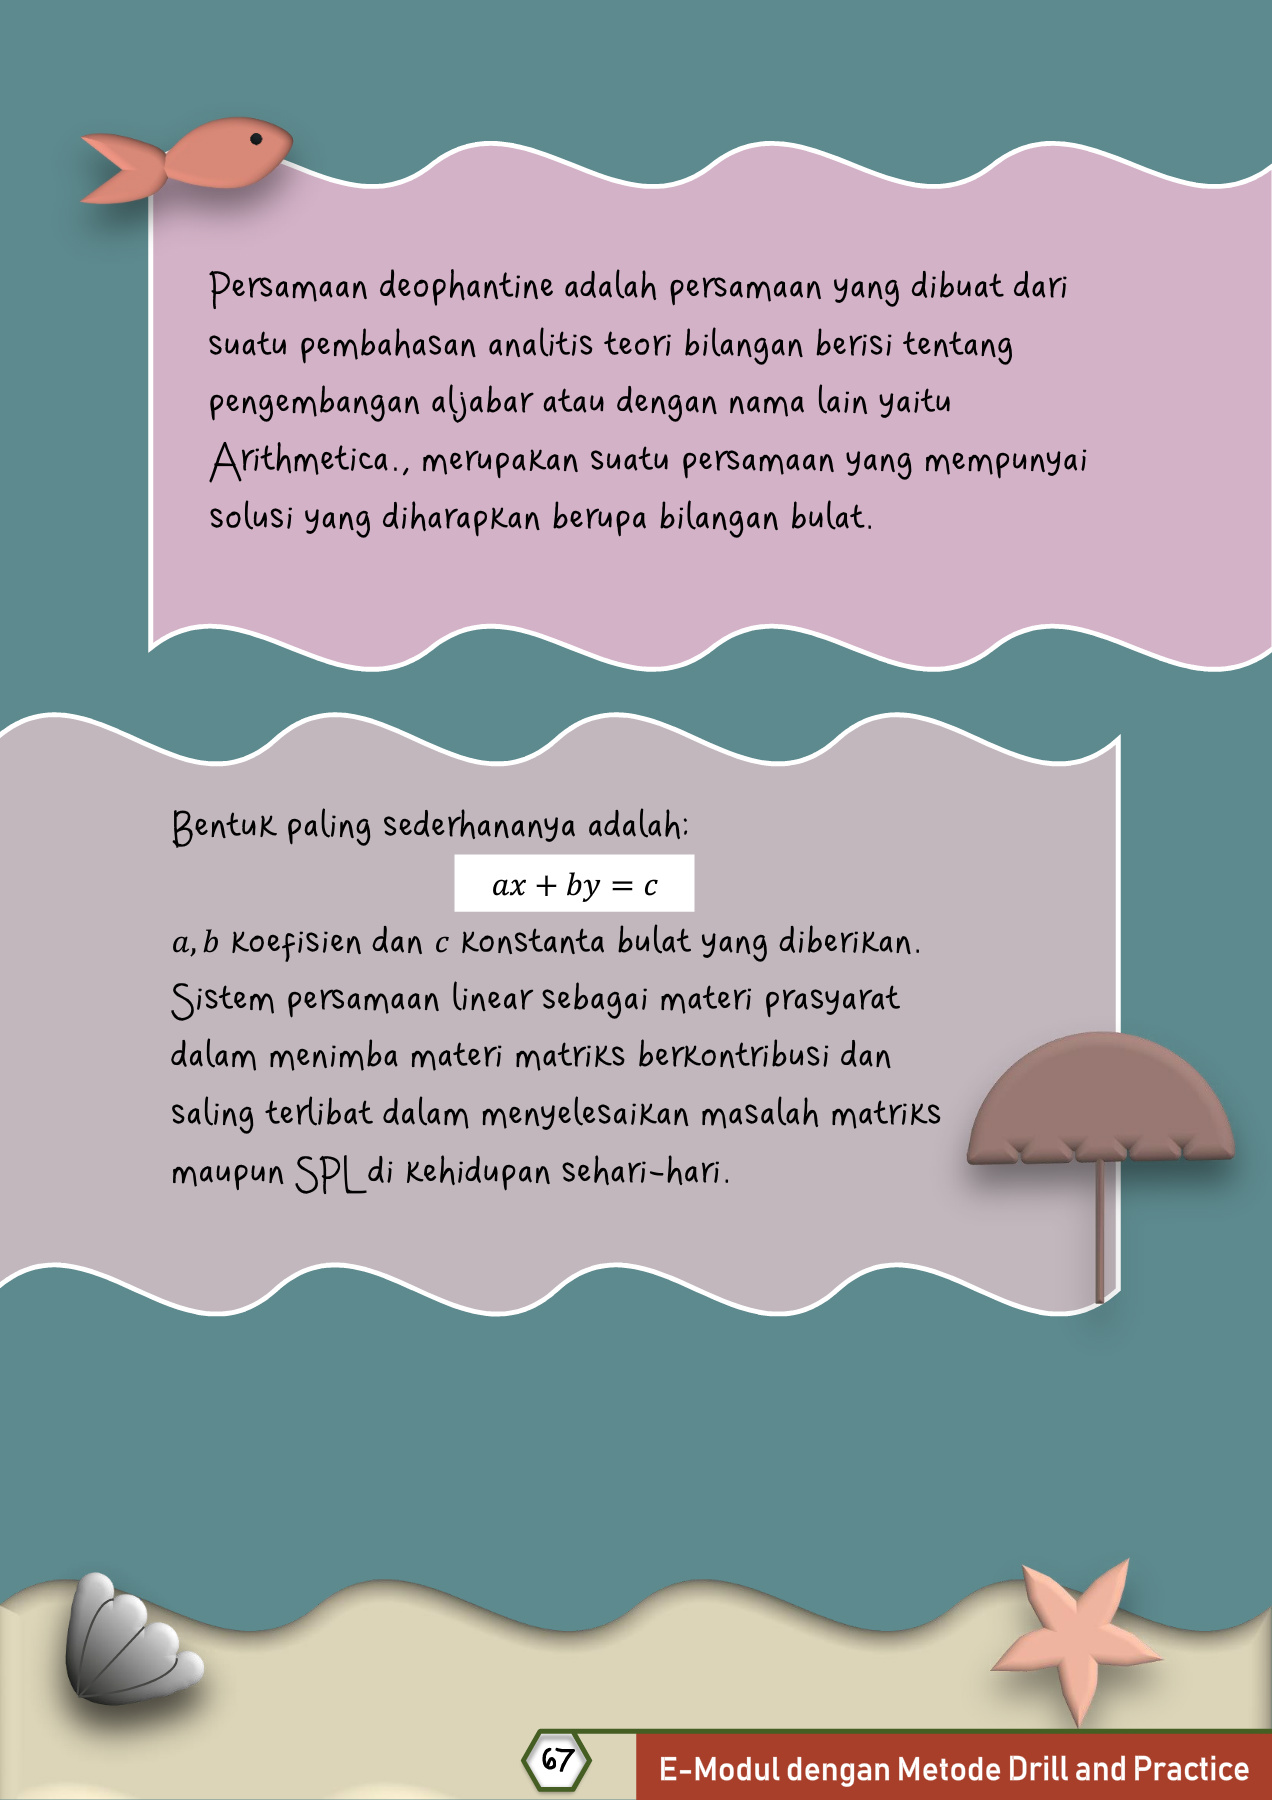 Persamaan deophantine adalah persamaan yang dibuat dari
suatu pembahasan analitis teori bilangan berisi tentang
pengembangan aljabar atau dengan nama lain yaitu
Arithmetica., merupakan suatu persamaan yang mempunyai
solusi yang diharapkan berupa bilangan bulat.
Bentuk paling sederhananya adalah:
ax + by = c
a, b koefisien dan c konstanta bulat yang diberikan.
Sistem persamaan linear sebagai materi prasyarat
dalam menimba materi matriks berkontribusi dan
saling terlibat dalam menyelesaikan masalah matriks
maupun SPL di kehidupan sehari-hari.
67
E-Modul dengan Metode Drill and Practice